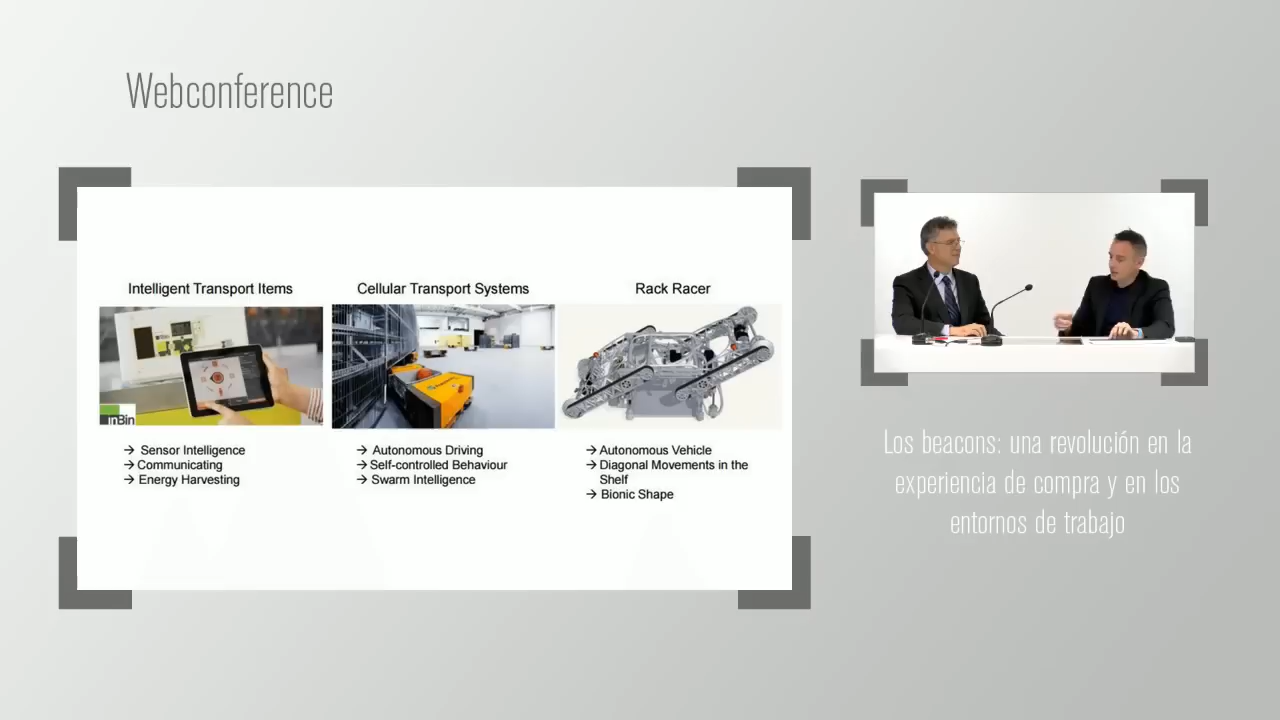 Webconference
Intelligent Transport Items
Cellular Transport Systems
Rack Racer
inBin
→ Sensor Intelligence
→ Communicating
→ Energy Harvesting
→ Autonomous Driving
→ Self-controlled Behaviour
→ Swarm Intelligence
→ Autonomous Vehicle
→ Diagonal Movements in the
Shelf
→ Bionic Shape
Los beacons: una revolución en la
experiencia de compra y en los
entornos de trabajo